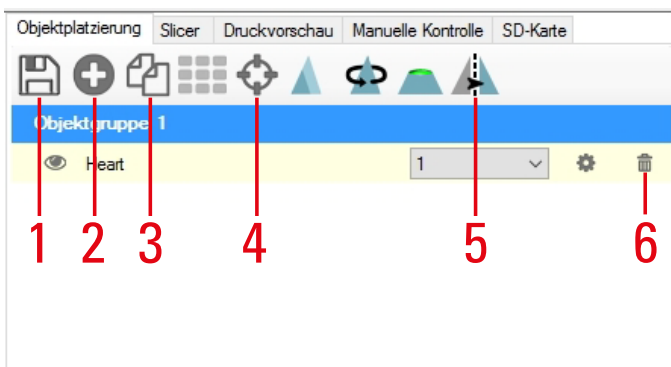 Objektplatzierung Slicer Druckvorschau Manuelle Kontrolle SD-Karte
Objektgruppe 1
Heart 1
1 2 3 4 5 6